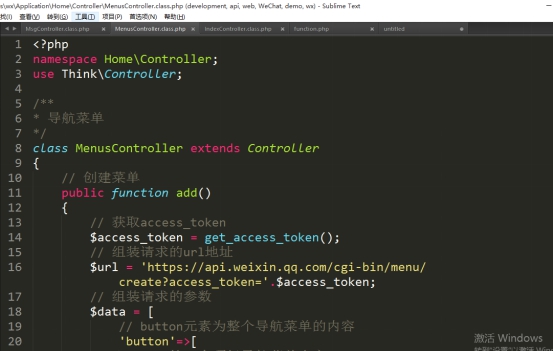 s\wx\Application\Home\Controller\MenusController.class.php (development, api, web, WeChat, demo, wx) - Sublime Text
(I) 查看(V) 转到(G) 工具(T) 项目(P) 首选项(N) 帮助(H)
MsgController.class.php MenusController.class.php IndexController.class.php function.php untitled
1 <?php
2 namespace Home\Controller;
3 use Think\Controller;
4
5 /**
6 * 导航菜单
7 */
8 class MenusController extends Controller
9 {
10 // 创建菜单
11 public function add()
12 {
13 // 获取access_token
14 $access_token = get_access_token();
15 // 组装请求的url地址
16 $url = 'https://api.weixin.qq.com/cgi-bin/menu/
create?access_token='.$access_token;
17 // 组装请求的参数
18 $data = [
19 // button元素为整个导航菜单的内容
20 'button'=>[
激活 Windows